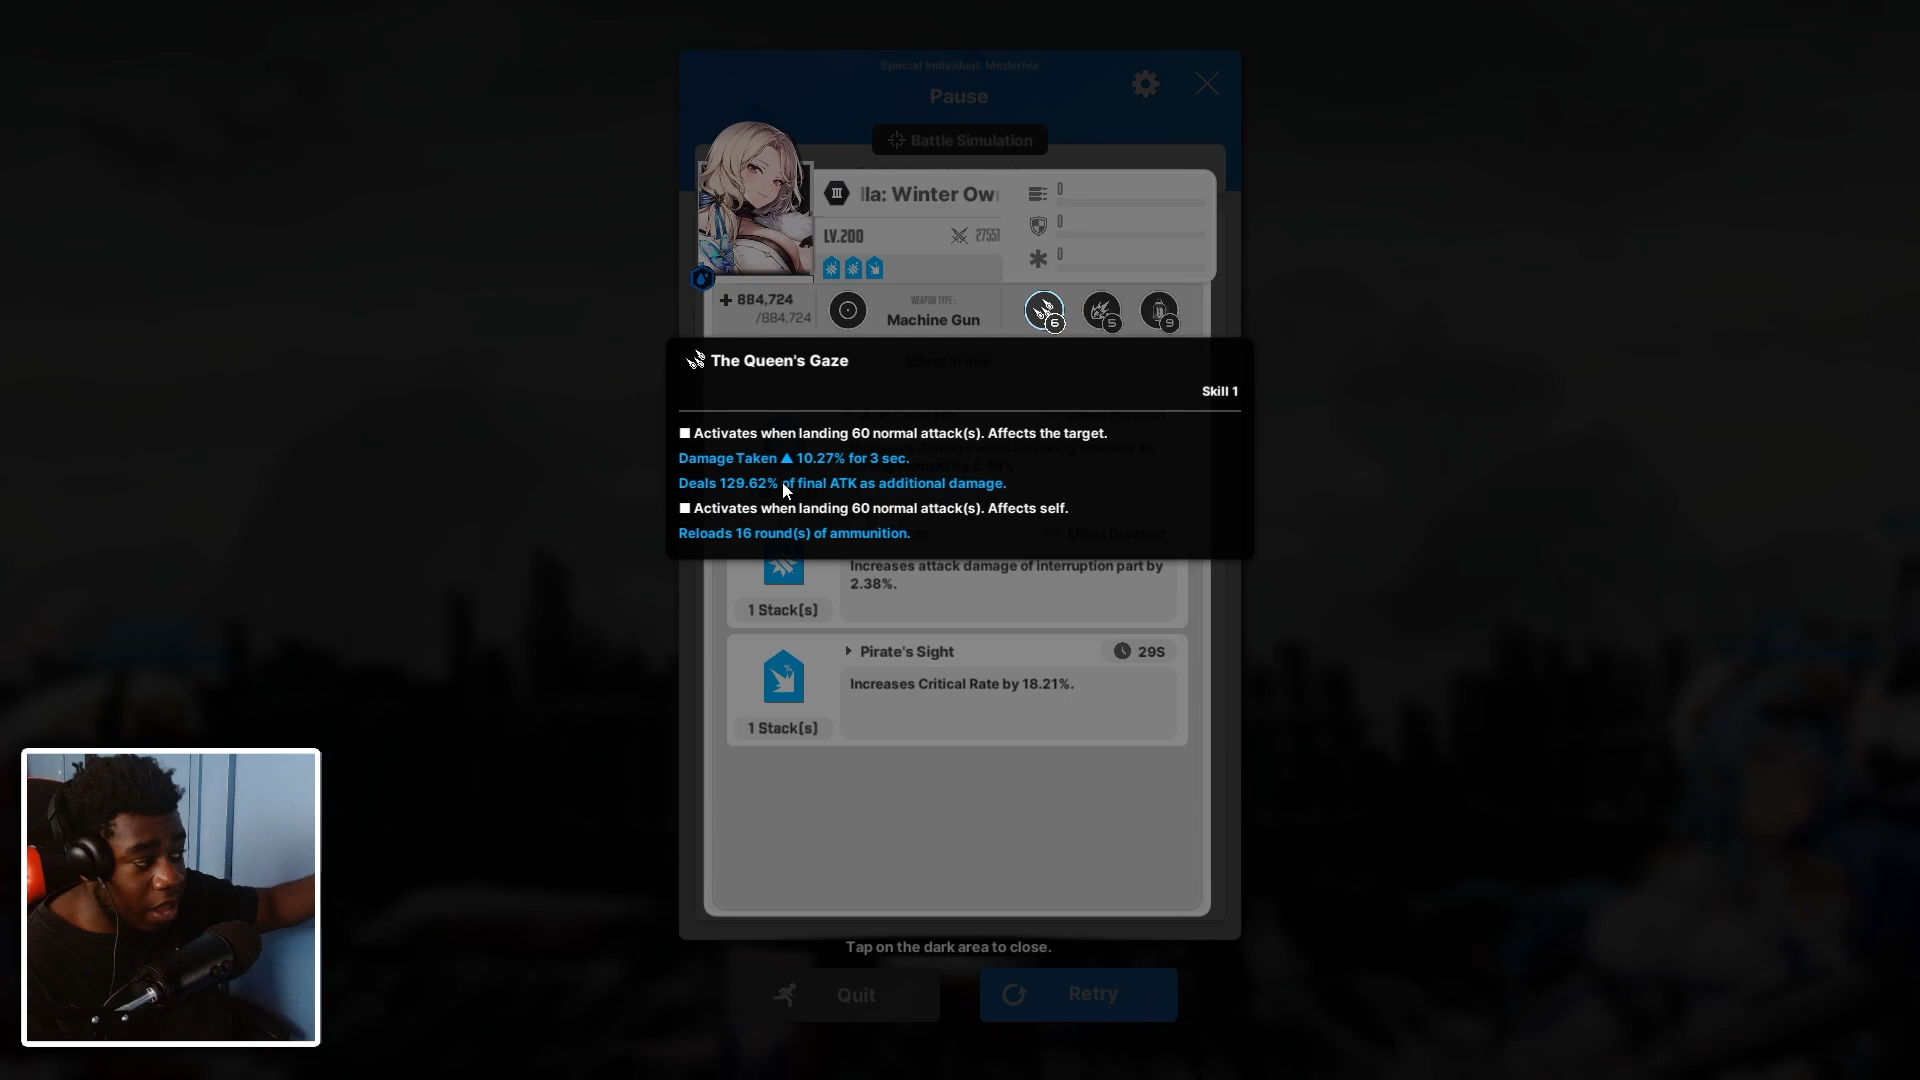 Special Individual: Modernia
Pause
Battle Simulation
lla: Winter Ow
LV.200
27551
0
0
0
884,724
/884,724
WEAPON TYPE:
Machine Gun
6
5
9
The Queen's Gaze
Effect in use
Skill 1
■ Activates when landing 60 normal attack(s). Affects the target.
Damage Taken ▲ 10.27% for 3 sec.
Deals 129.62% of final ATK as additional damage.
■ Activates when landing 60 normal attack(s). Affects self.
Reloads 16 round(s) of ammunition.
Effect Duration
Increases attack damage of interruption part by
2.38%.
1 Stack(s)
Pirate's Sight
29S
Increases Critical Rate by 18.21%.
1 Stack(s)
Tap on the dark area to close.
Quit
Retry